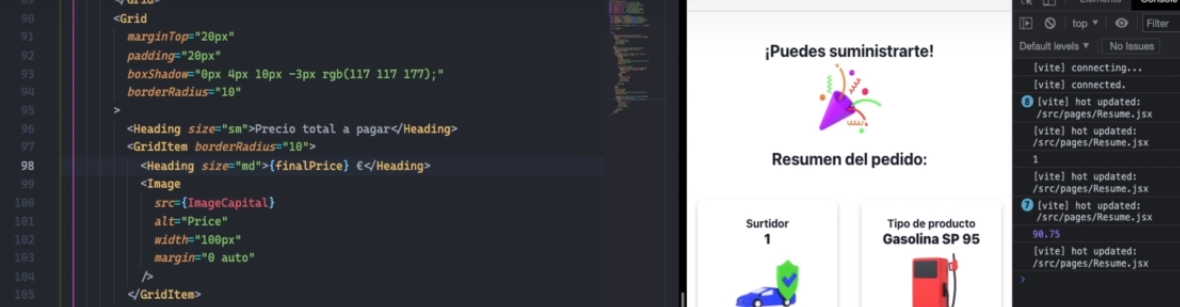 89
</Grid>
90
<Grid
91
marginTop="20px"
92
padding="20px"
93
boxShadow="0px 4px 10px -3px rgb(117 117 177);"
94
borderRadius="10"
95
>
96
<Heading size="sm">Precio total a pagar</Heading>
97
<GridItem borderRadius="10">
98
<Heading size="md">{finalPrice} €</Heading>
99
<Image
100
src={ImageCapital}
101
alt="Price"
102
width="100px"
103
margin="0 auto"
104
/>
105
</GridItem>
¡Puedes suministrarte!
Resumen del pedido:
Surtidor
1
Tipo de producto
Gasolina SP 95
Elements
Console
top
Filter
Default levels
No Issues
[vite] connecting...
[vite] connected.
8 [vite] hot updated:
/src/pages/Resume.jsx
[vite] hot updated:
/src/pages/Resume.jsx
1
[vite] hot updated:
/src/pages/Resume.jsx
7 [vite] hot updated:
/src/pages/Resume.jsx
90.75
[vite] hot updated:
/src/pages/Resume.jsx
>